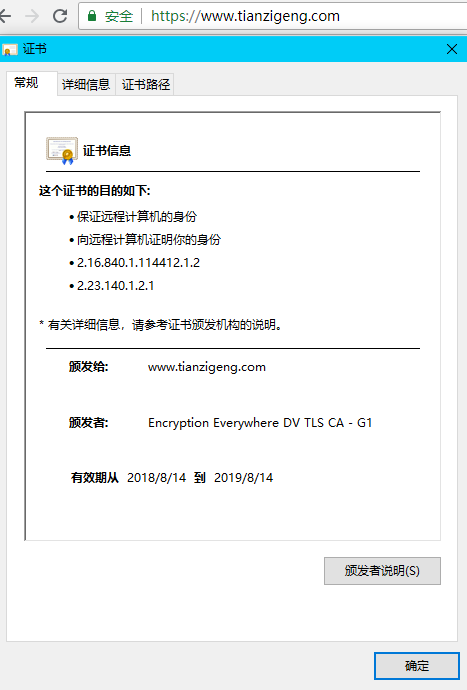 安全 https://www.tianzigeng.com
证书
常规 详细信息 证书路径
证书信息
这个证书的目的如下:
• 保证远程计算机的身份
• 向远程计算机证明你的身份
• 2.16.840.1.114412.1.2
• 2.23.140.1.2.1
* 有关详细信息，请参考证书颁发机构的说明。
颁发给: www.tianzigeng.com
颁发者: Encryption Everywhere DV TLS CA - G1
有效期从 2018/8/14 到 2019/8/14
颁发者说明(S)
确定